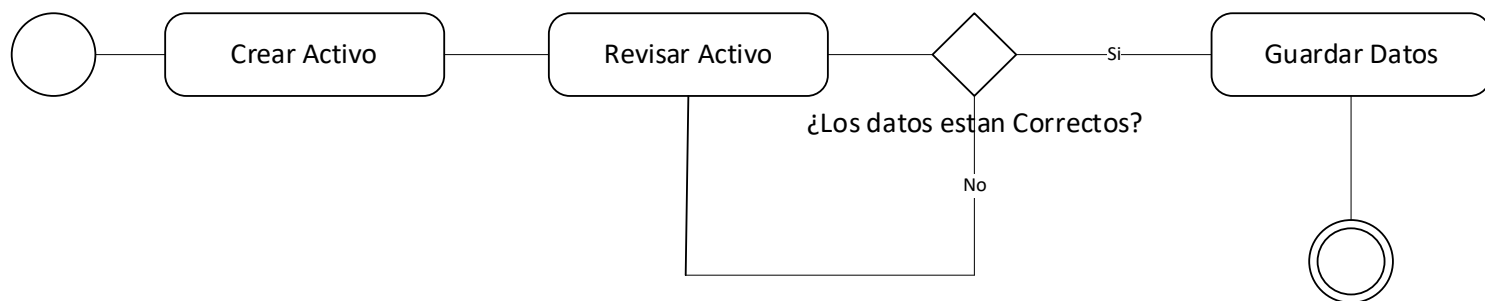 Crear Activo
Revisar Activo
Si
Guardar Datos
¿Los datos estan Correctos?
No